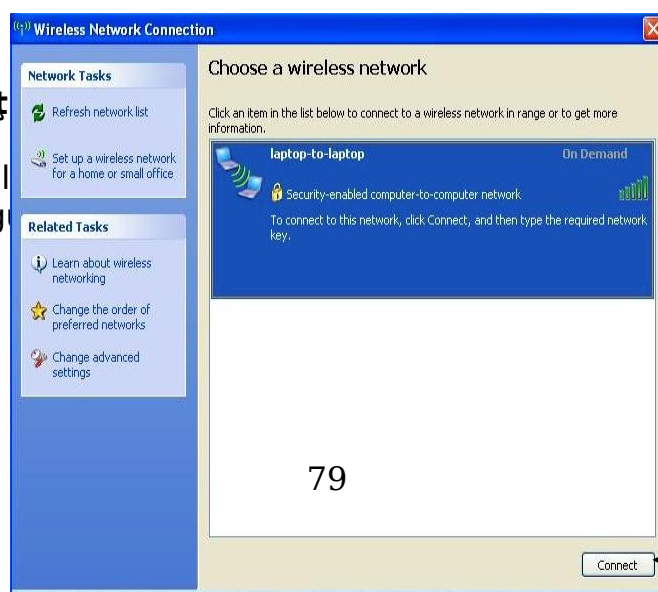 Wireless Network Connection
Network Tasks
Refresh network list
Set up a wireless network
for a home or small office
Related Tasks
Learn about wireless
networking
Change the order of
preferred networks
Change advanced
settings
Choose a wireless network
Click an item in the list below to connect to a wireless network in range or to get more
information.
laptop-to-laptop On Demand
Security-enabled computer-to-computer network
To connect to this network, click Connect, and then type the required network
key.
79
Connect